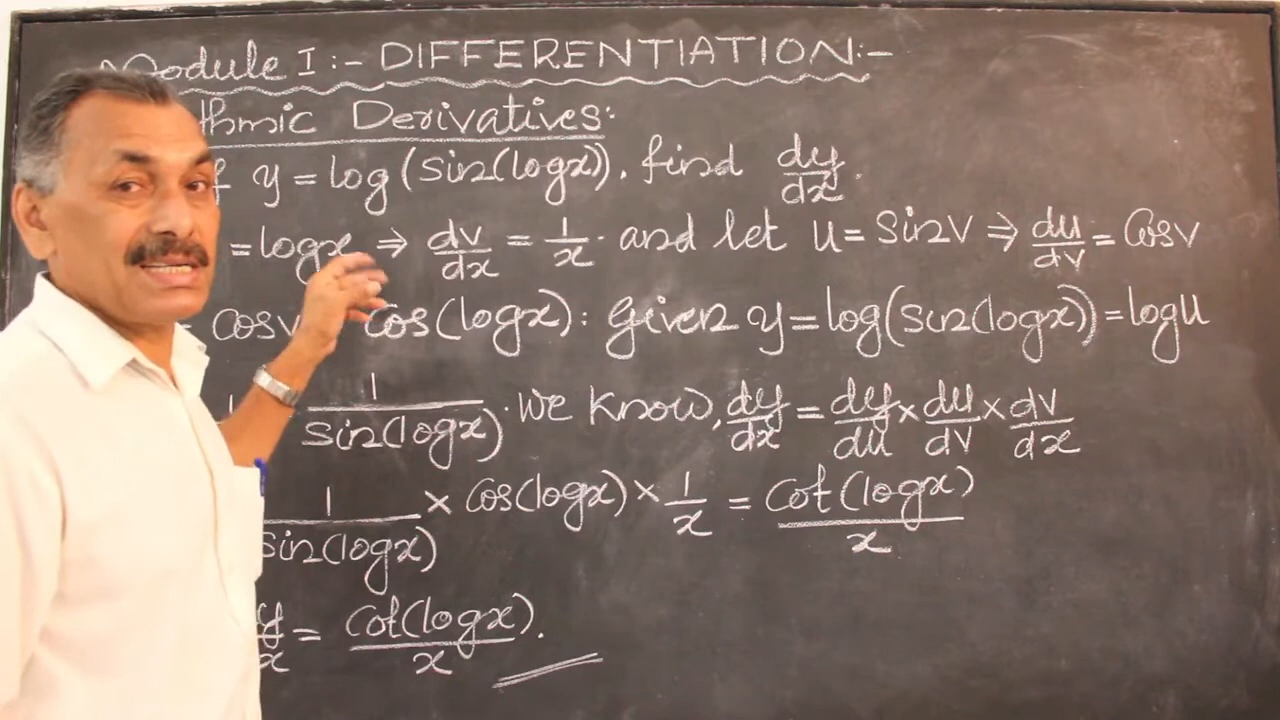 Module I :- DIFFERENTIATION:-
thmic Derivatives:
f y = log(sin(logx)). find dy/dx.
= logx ⇒ dv/dx = 1/x. and let u = sinv ⇒ du/dv = Cosv
= cosv cos(logx): given y = log(sin(logx)) = logu
1/sin(logx). We know, dy/dx = dy/du × du/dv × dv/dx
1/sin(logx) × cos(logx) × 1/x = cot(logx)/x
y/x = cot(logx)/x.